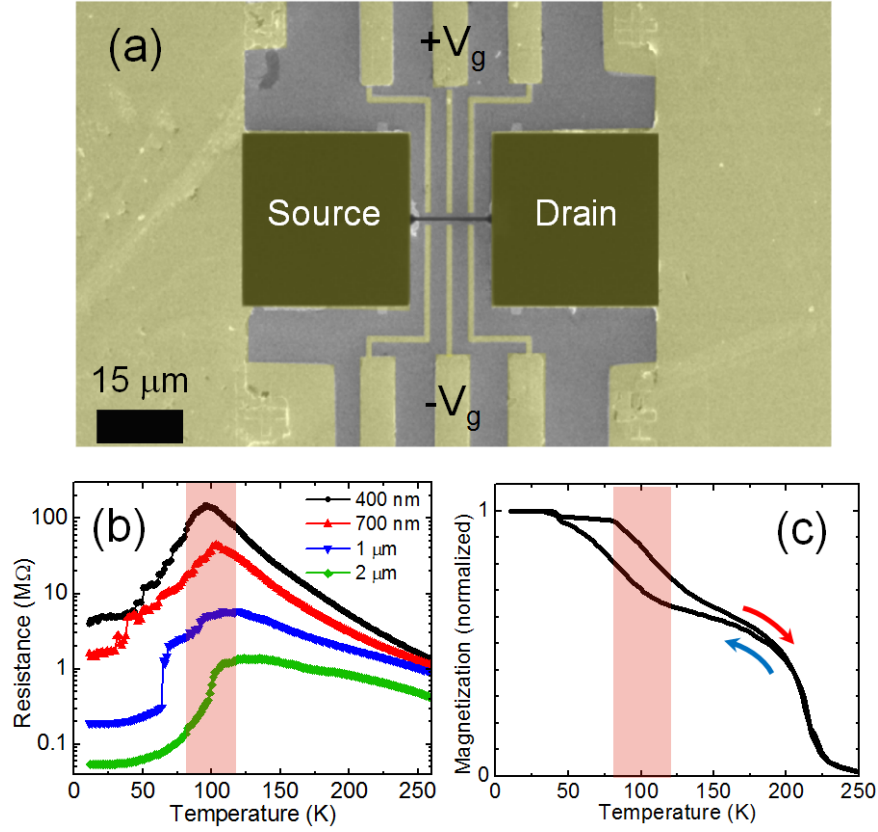 (a)
+Vg
Source
Drain
15 μm
-Vg
(b)
400 nm
700 nm
1 μm
2 μm
100
10
1
0.1
Resistance (MΩ)
0 50 100 150 200 250
Temperature (K)
(c)
1
0
Magnetization (normalized)
0 50 100 150 200 250
Temperature (K)